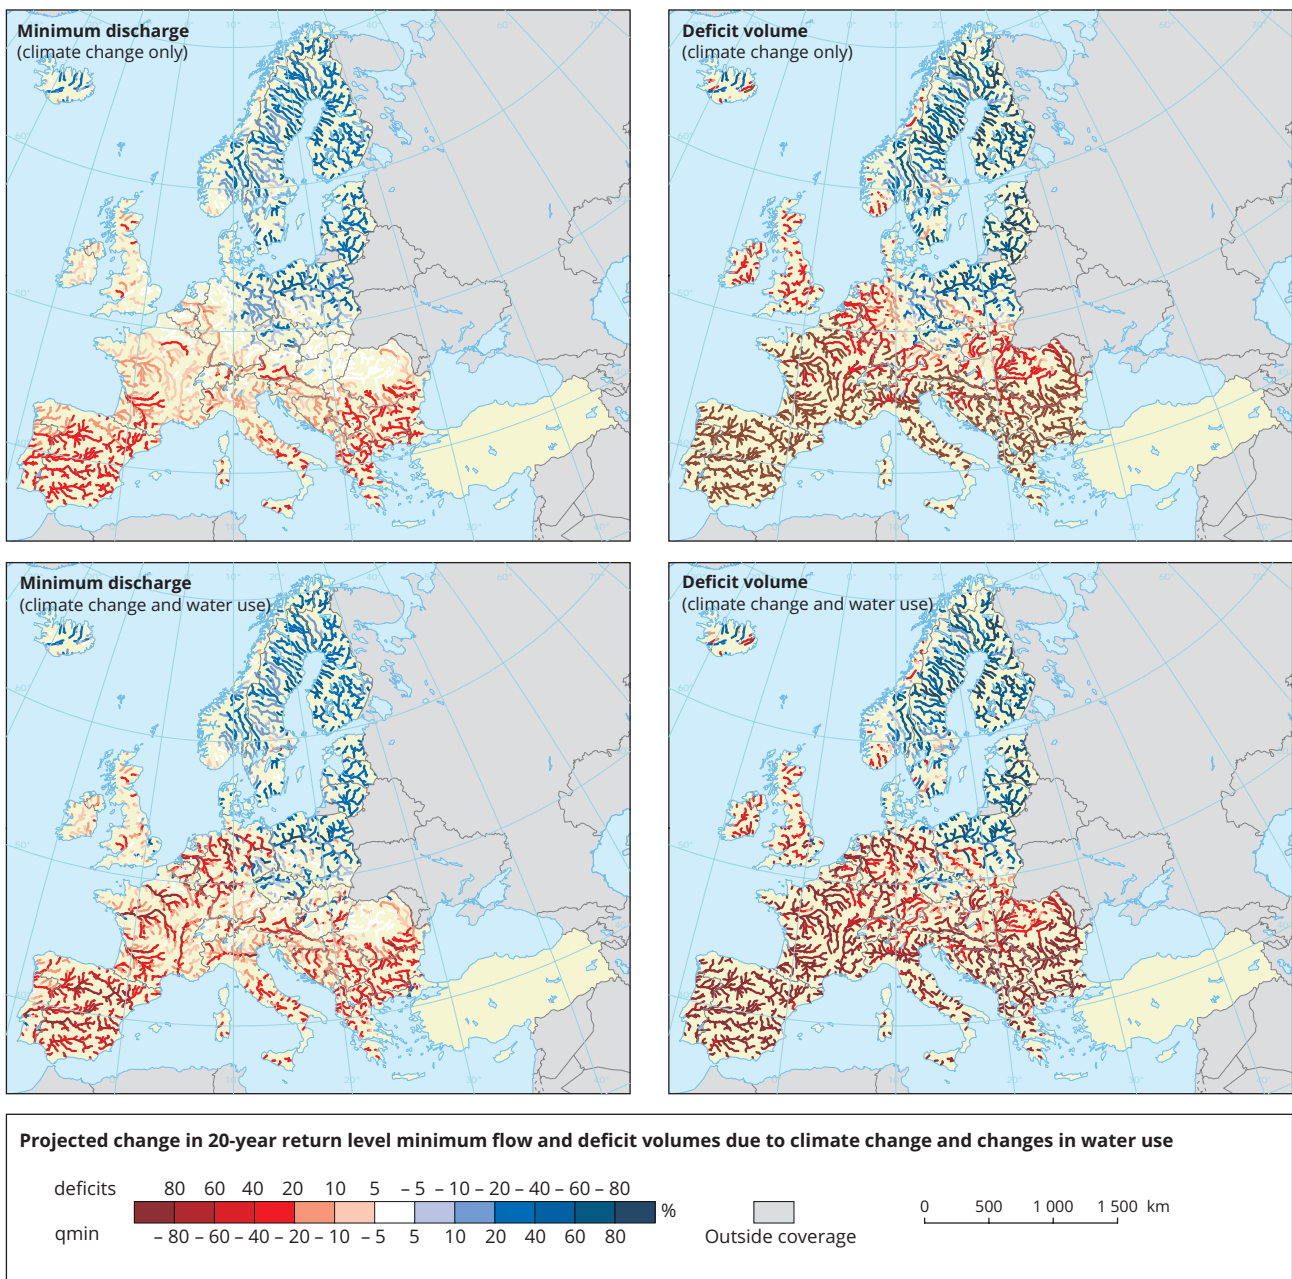 Minimum discharge
(climate change only)
Deficit volume
(climate change only)
Minimum discharge
(climate change and water use)
Deficit volume
(climate change and water use)
Projected change in 20-year return level minimum flow and deficit volumes due to climate change and changes in water use
deficits 80 60 40 20 10 5 – 5 – 10 – 20 – 40 – 60 – 80
%
qmin – 80 – 60 – 40 – 20 – 10 – 5 5 10 20 40 60 80
Outside coverage
0 500 1 000 1 500 km